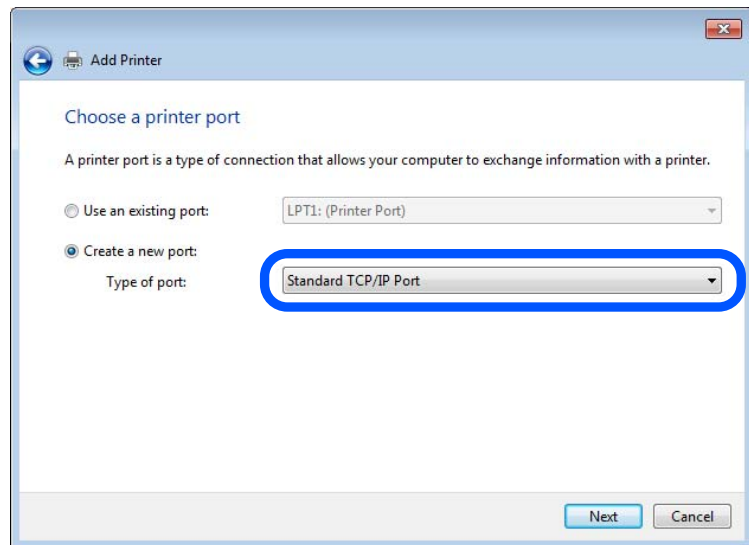 Add Printer
Choose a printer port
A printer port is a type of connection that allows your computer to exchange information with a printer.
Use an existing port: LPT1: (Printer Port)
Create a new port:
Type of port: Standard TCP/IP Port
Next Cancel